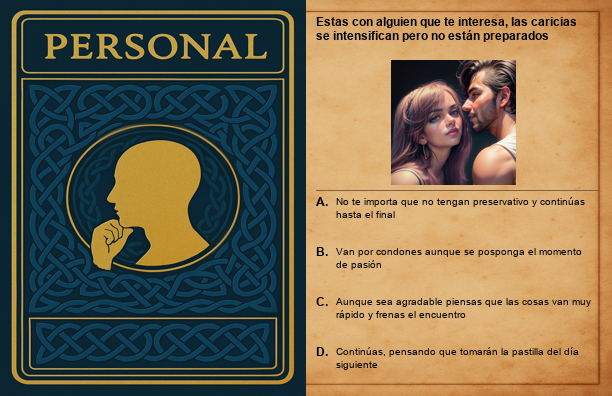 PERSONAL
Estas con alguien que te interesa, las caricias
se intensifican pero no están preparados
A. No te importa que no tengan preservativo y continúas
hasta el final
B. Van por condones aunque se posponga el momento
de pasión
C. Aunque sea agradable piensas que las cosas van muy
rápido y frenas el encuentro
D. Continúas, pensando que tomarán la pastilla del día
siguiente